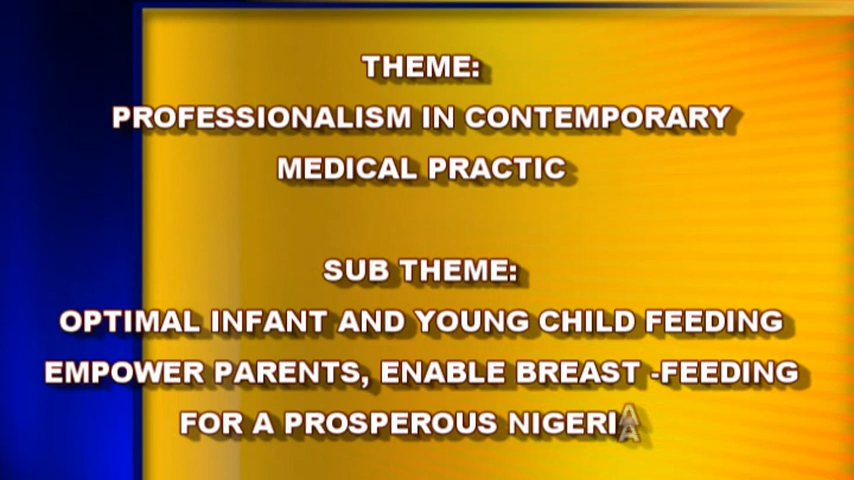 THEME:
PROFESSIONALISM IN CONTEMPORARY
MEDICAL PRACTIC
SUB THEME:
OPTIMAL INFANT AND YOUNG CHILD FEEDING
EMPOWER PARENTS, ENABLE BREAST -FEEDING
FOR A PROSPEROUS NIGERIA